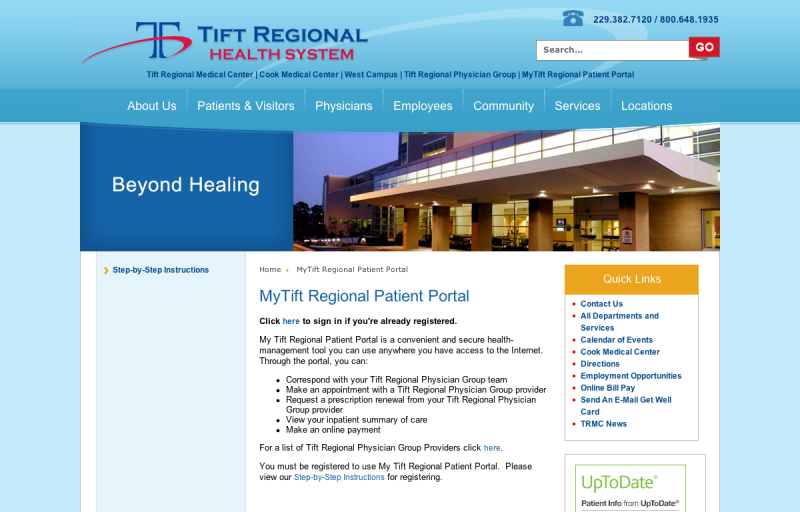 229.382.7120 / 800.648.1935
TIFT REGIONAL
HEALTH SYSTEM
Search...
GO
Tift Regional Medical Center | Cook Medical Center | West Campus | Tift Regional Physician Group | MyTift Regional Patient Portal
About Us
Patients & Visitors
Physicians
Employees
Community
Services
Locations
Beyond Healing
Step-by-Step Instructions
Home
MyTift Regional Patient Portal
MyTift Regional Patient Portal
Click here to sign in if you're already registered.
My Tift Regional Patient Portal is a convenient and secure health-
management tool you can use anywhere you have access to the Internet.
Through the portal, you can:
Correspond with your Tift Regional Physician Group team
Make an appointment with a Tift Regional Physician Group provider
Request a prescription renewal from your Tift Regional Physician
Group provider
View your inpatient summary of care
Make an online payment
For a list of Tift Regional Physician Group Providers click here.
You must be registered to use My Tift Regional Patient Portal.  Please
view our Step-by-Step Instructions for registering.
Quick Links
Contact Us
All Departments and
Services
Calendar of Events
Cook Medical Center
Directions
Employment Opportunities
Online Bill Pay
Send An E-Mail Get Well
Card
TRMC News
UpToDate®
Patient Info from UpToDate®